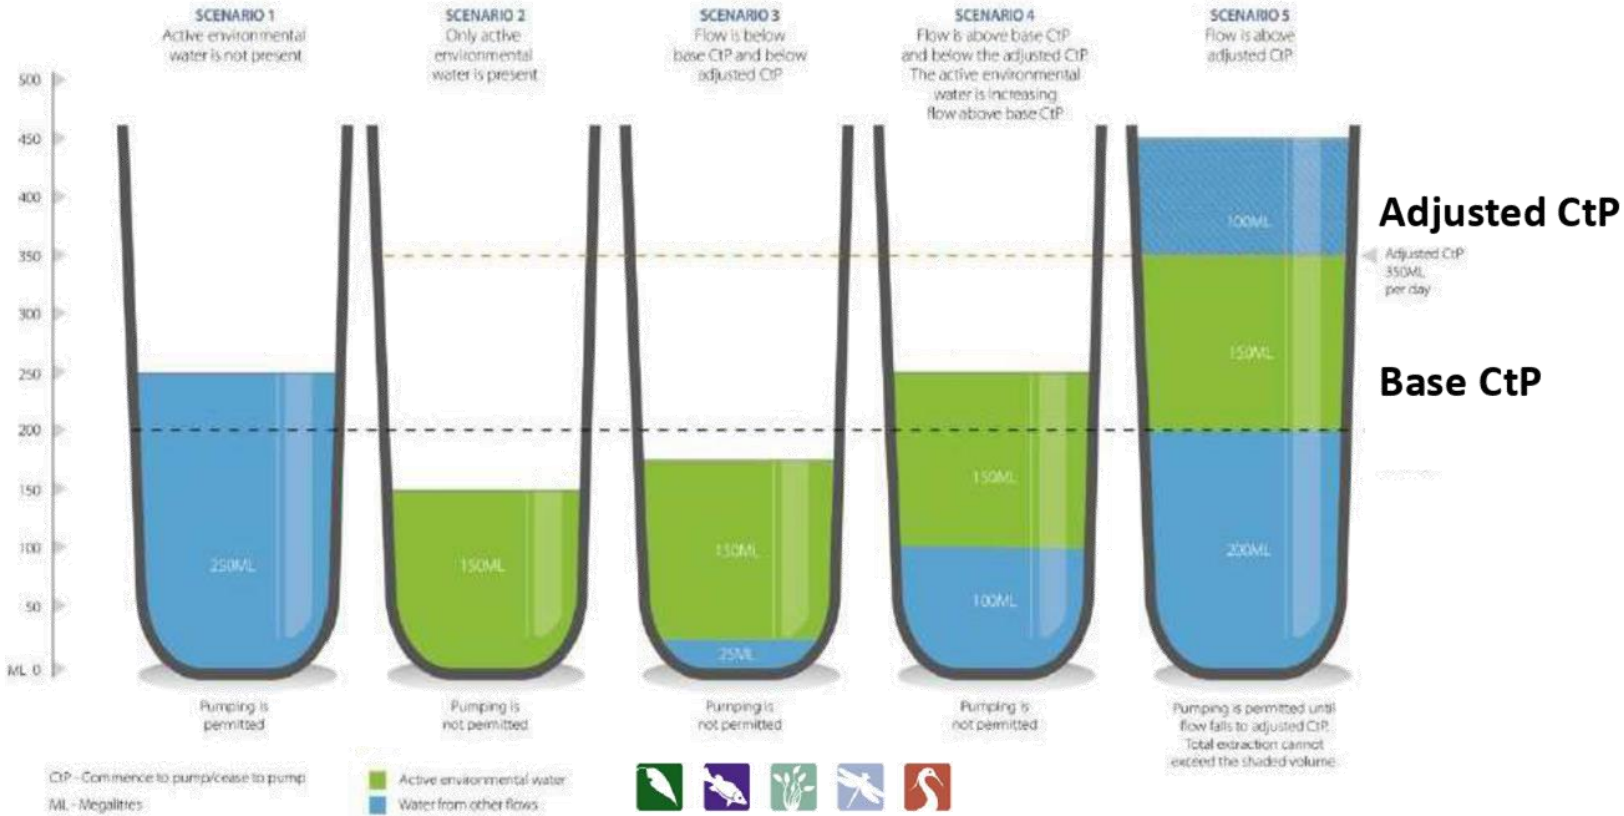 SCENARIO 1
Active environmental
water is not present
SCENARIO 2
Only active
environmental
water is present
SCENARIO 3
Flow is below
base CtP and below
adjusted CtP
SCENARIO 4
Flow is above base CtP
and below the adjusted CtP
The active environmental
water is increasing
flow above base CtP
SCENARIO 5
Flow is above
adjusted CtP
500
450
400
350
300
250
200
150
100
50
ML 0
250ML
150ML
150ML
25ML
150ML
100ML
100ML
150ML
200ML
Adjusted CtP
Adjusted CtP
350ML
per day
Base CtP
Pumping is
permitted
Pumping is
not permitted
Pumping is
not permitted
Pumping is
not permitted
Pumping is permitted until
flow falls to adjusted CtP.
Total extraction cannot
exceed the shaded volume
CtP - Commence to pump/cease to pump
ML - Megalitres
Active environmental water
Water from other flows